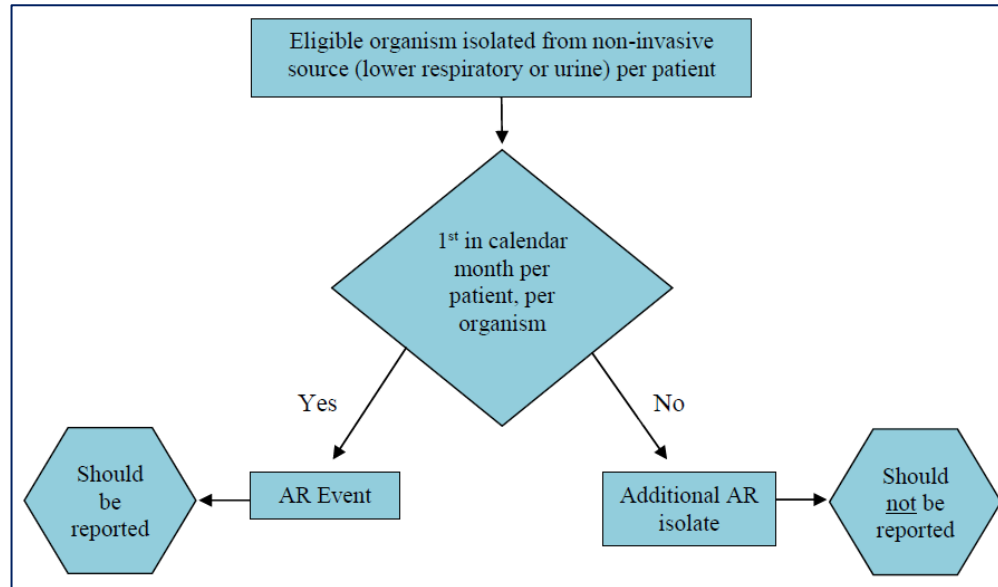 Eligible organism isolated from non-invasive
source (lower respiratory or urine) per patient
1st in calendar
month per
patient, per
organism
Yes
No
Should
be
reported
AR Event
Additional AR
isolate
Should
not be
reported